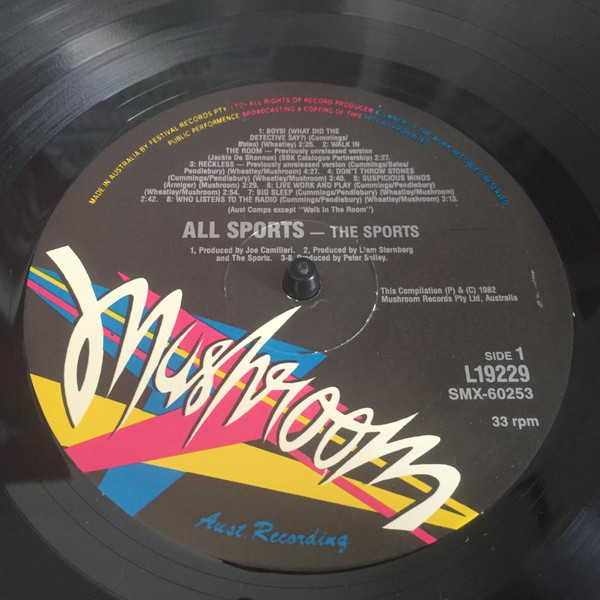 MADE IN AUSTRALIA BY FESTIVAL RECORDS PTY. LTD· ALL RIGHTS OF RECORD PRODUCER &
PUBLIC PERFORMENCE BROADCASTING & COPYING OF THIS
1: BOYS! (WHAT DID THE
DETECTIVE SAY?) (Cummings/
Bates) (Wheatley) 2:25. 2: WALK IN
THE ROOM — Previously unreleased version
(Jackie De Shannon) (SBK Catalogue Partnership) 2:27.
3: RECKLESS — Previously unreleased version (Cummings/Bates/
Pendlebury) (Wheatley/Mushroom) 4:27. 4: DON'T THROW STONES
(Cummings/Pendlebury) (Wheatley/Mushroom) 3:40. 5: SUSPICIOUS MINDS
(Armiger) (Mushroom) 3:29. 6: LIVE WORK AND PLAY (Cummings/Pendlebury)
(Wheatley/Mushroom) 2:54. 7: BIG SLEEP (Cummings/Pendlebury) (Wheatley/Mushroom)
2:42. 8: WHO LISTENS TO THE RADIO (Cummings/Pendlebury) (Wheatley/Mushroom) 3:13.
(Aust Comps except "Walk In The Room")
ALL SPORTS — THE SPORTS
1, Produced by Joe Camilleri. 2, Produced by Liam Sternberg
and The Sports. 3-8, Produced by Peter Solley.
This Compilation (P) & (C) 1982
Mushroom Records Pty Ltd, Australia
SIDE 1
L19229
SMX-60253
33 rpm
Mushroom
Aust. Recording